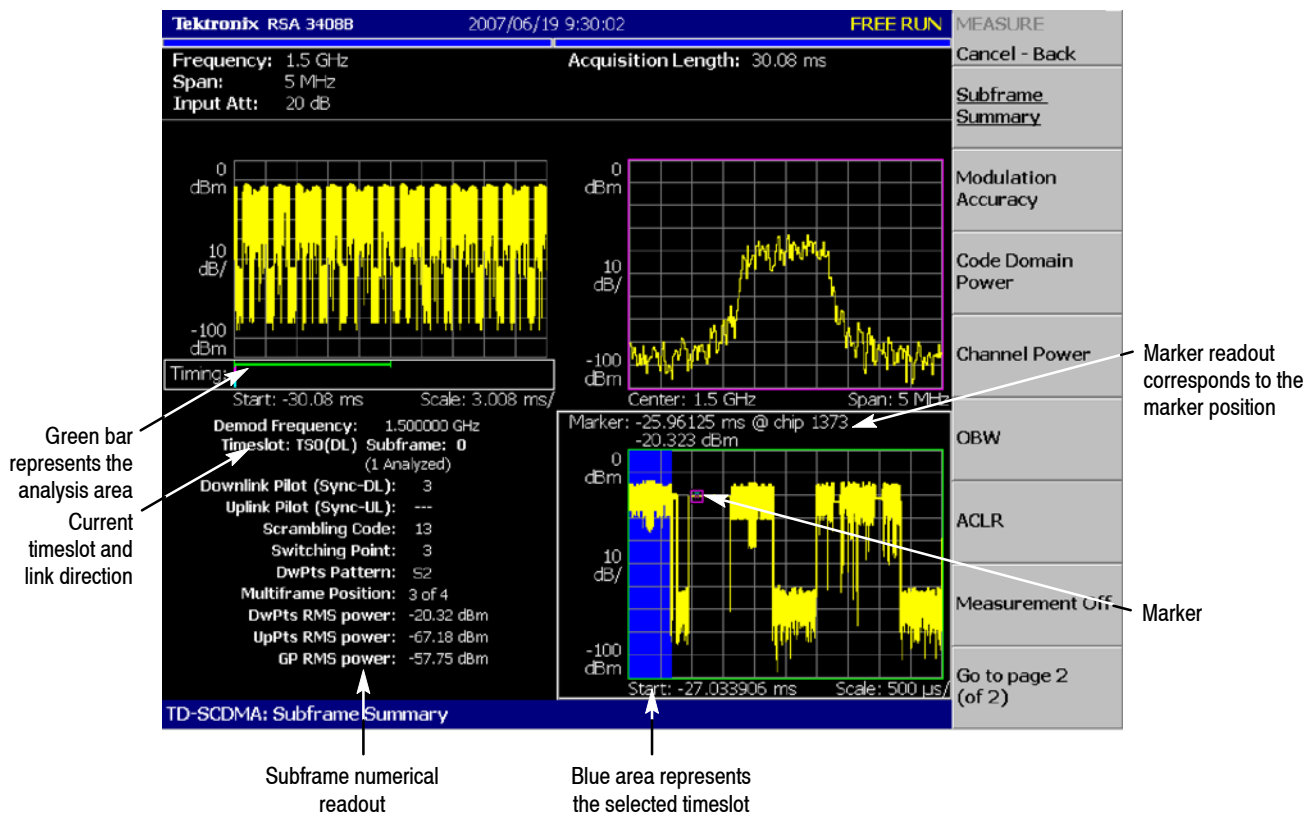 Tektronix RSA 3408B 2007/06/19 9:30:02 FREE RUN
Frequency: 1.5 GHz
Acquisition Length: 30.08 ms
Span: 5 MHz
Input Att: 20 dB
0
dBm
10
dB/
-100
dBm
Timing:
Start: -30.08 ms Scale: 3.008 ms/
0
dBm
10
dB/
-100
dBm
Center: 1.5 GHz Span: 5 MHz
Demod Frequency: 1.500000 GHz
Timeslot: TS0(DL) Subframe: 0
(1 Analyzed)
Downlink Pilot (Sync-DL): 3
Uplink Pilot (Sync-UL): ---
Scrambling Code: 13
Switching Point: 3
DwPts Pattern: S2
Multiframe Position: 3 of 4
DwPts RMS power: -20.32 dBm
UpPts RMS power: -67.18 dBm
GP RMS power: -57.75 dBm
Marker: -25.96125 ms @ chip 1373
-20.323 dBm
0
dBm
10
dB/
-100
dBm
Start: -27.033906 ms Scale: 500 µs/
TD-SCDMA: Subframe Summary
MEASURE
Cancel - Back
Subframe
Summary
Modulation
Accuracy
Code Domain
Power
Channel Power
OBW
ACLR
Measurement Off
Go to page 2
(of 2)
Green bar
represents the
analysis area
Current
timeslot and
link direction
Marker readout
corresponds to the
marker position
Marker
Subframe numerical
readout
Blue area represents
the selected timeslot